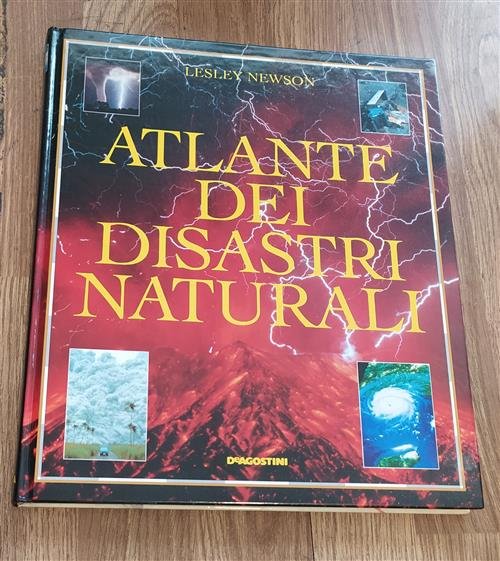 LESLEY NEWSON
ATLANTE
DEI
DISASTRI
NATURALI
DEAGOSTINI